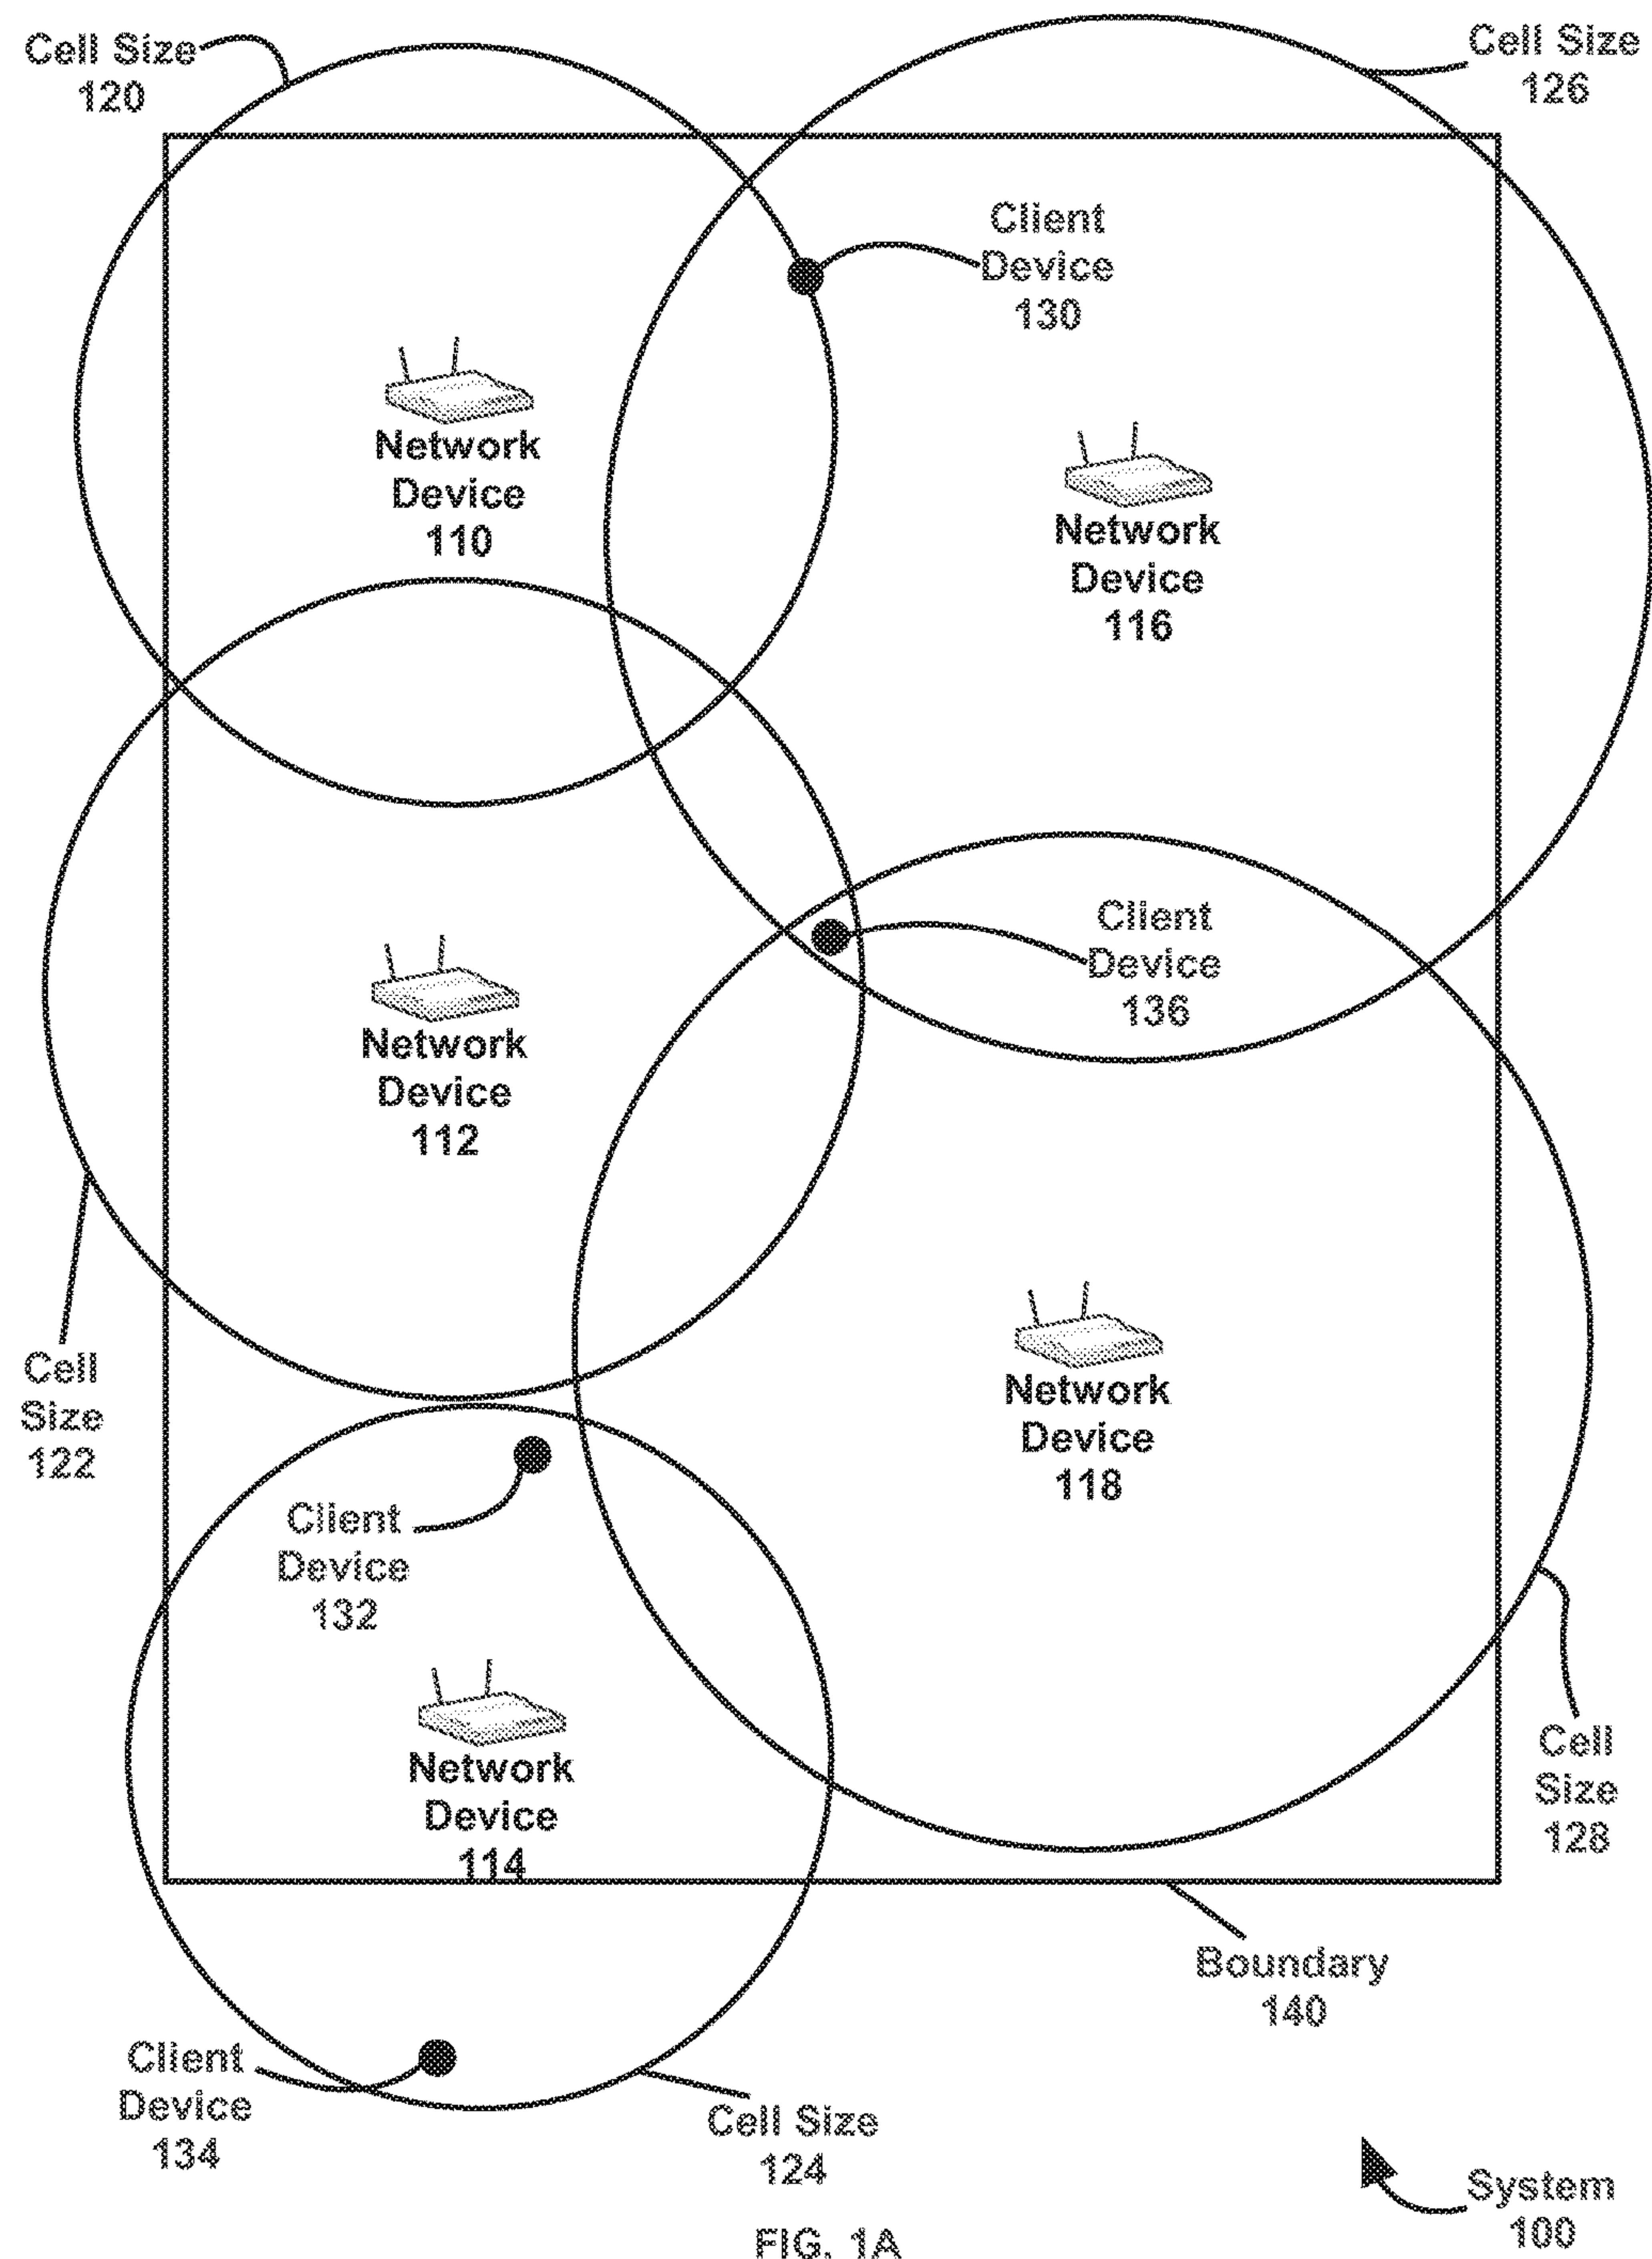 Cell Size
120
Cell Size
126
Client
Device
130
Network
Device
110
Network
Device
116
Client
Device
136
Network
Device
112
Cell
Size
122
Network
Device
118
Client
Device
132
Network
Device
114
Cell
Size
128
Boundary
140
Client
Device
134
Cell Size
124
System
100
FIG. 1A